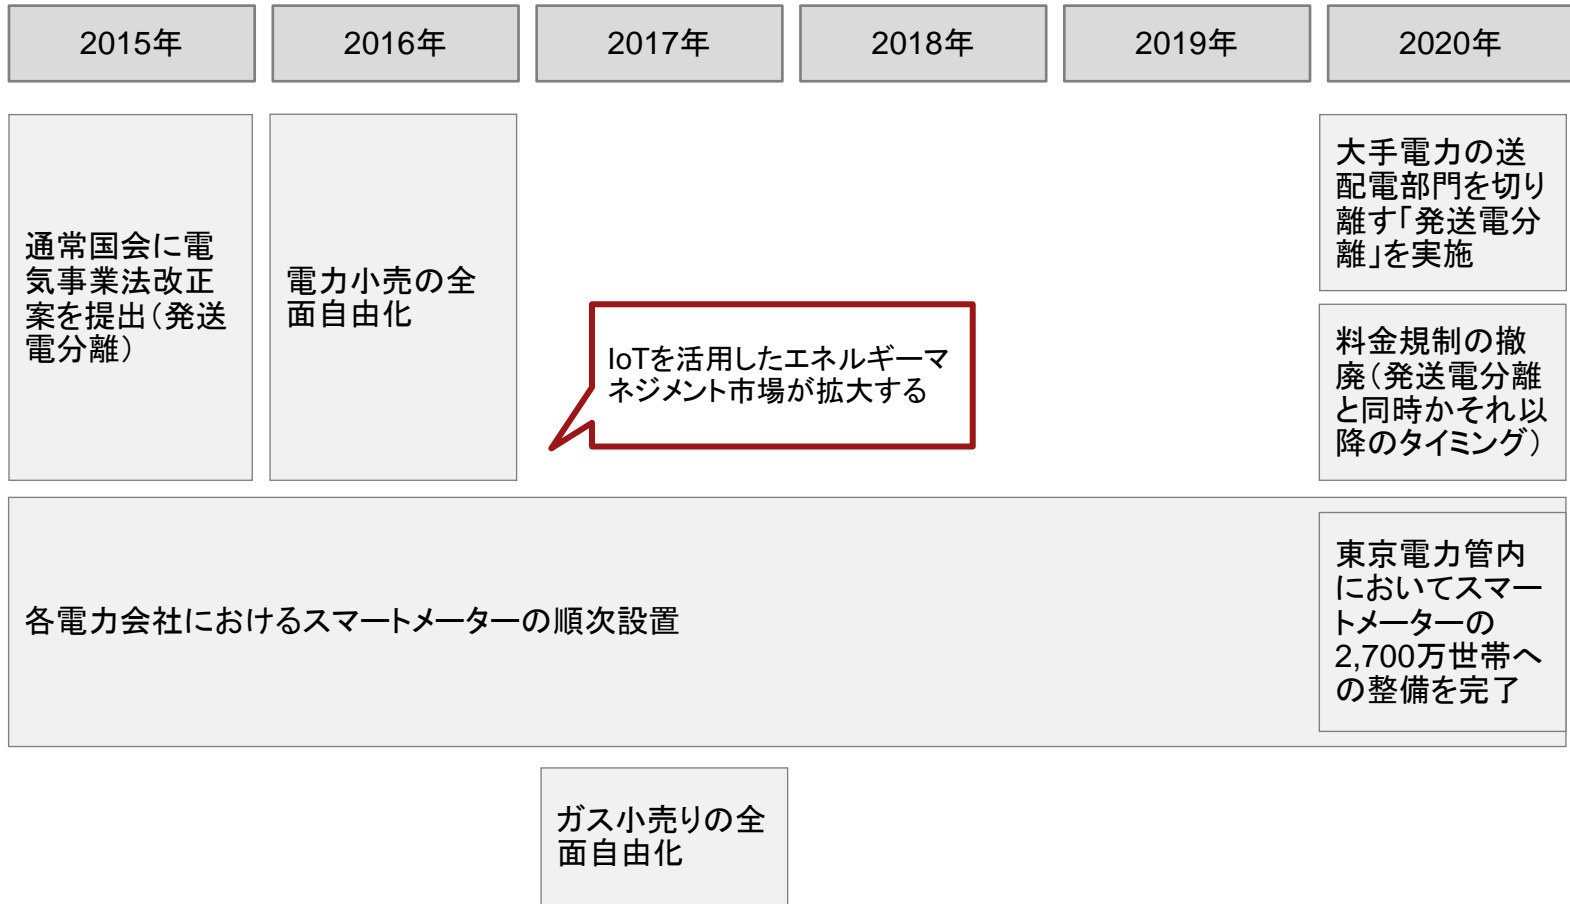 2015年
2016年
2017年
2018年
2019年
2020年
通常国会に電
気事業法改正
案を提出（発送
電分離）
電力小売の全
面自由化
IoTを活用したエネルギーマ
ネジメント市場が拡大する
大手電力の送
配電部門を切り
離す「発送電分
離」を実施
料金規制の撤
廃（発送電分離
と同時かそれ以
降のタイミング）
各電力会社におけるスマートメーターの順次設置
東京電力管内
においてスマー
トメーターの
2,700万世帯へ
の整備を完了
ガス小売りの全
面自由化